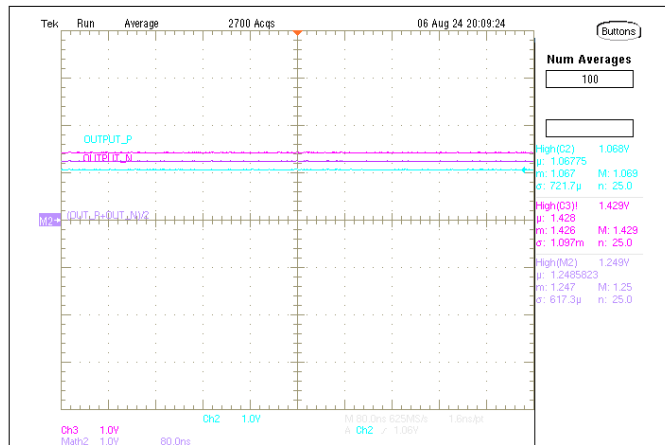 Tek Run Average 2700 Acqs 06 Aug 24 20:09:24
Buttons
Num Averages
100
OUTPUT_P
OUTPUT_N
High(C2) 1.068V
µ: 1.06775
m: 1.067 M: 1.069
σ: 721.7µ n: 25.0
High(C3)! 1.429V
µ: 1.428
m: 1.426 M: 1.429
σ: 1.097m n: 25.0
M2 (OUT_P+OUT_N)/2
High(M2) 1.249V
µ: 1.2485823
m: 1.247 M: 1.25
σ: 617.3µ n: 25.0
Ch2 1.0V M 80.0ns 625MS/s 1.6ns/pt
Ch3 1.0V A Ch2 / 1.06V
Math2 1.0V 80.0ns